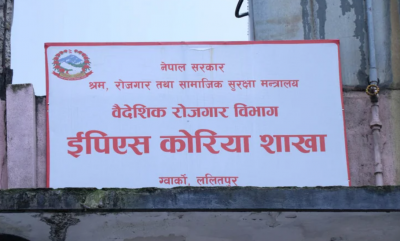 नेपाल सरकार
श्रम, रोजगार तथा सामाजिक सुरक्षा मन्त्रालय
वैदेशिक रोजगार विभाग
ईपिएस कोरिया शाखा
ग्वार्को, ललितपुर